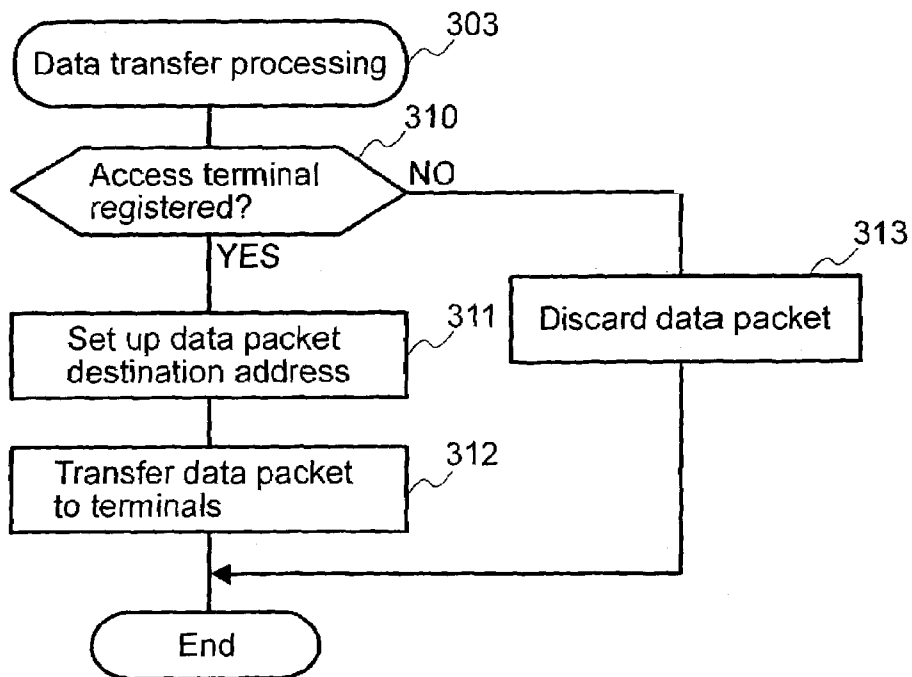 303
Data transfer processing
310
Access terminal
registered?
NO
YES
313
Discard data packet
311
Set up data packet
destination address
312
Transfer data packet
to terminals
End